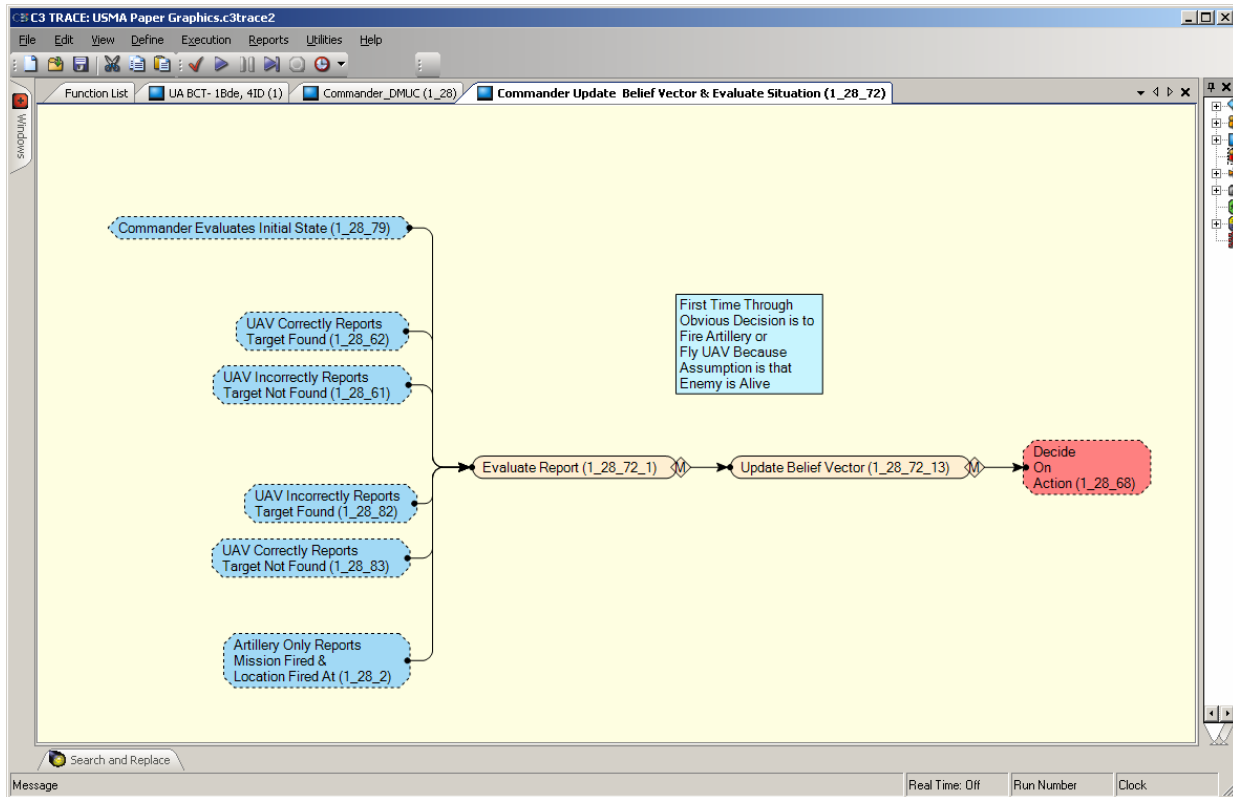 C3 TRACE: USMA Paper Graphics.c3trace2
File Edit View Define Execution Reports Utilities Help
Function List
UA BCT- 1Bde, 4ID (1)
Commander_DMUC (1_28)
Commander Update Belief Vector & Evaluate Situation (1_28_72)
Windows
Commander Evaluates Initial State (1_28_79)
UAV Correctly Reports
Target Found (1_28_62)
UAV Incorrectly Reports
Target Not Found (1_28_61)
First Time Through
Obvious Decision is to
Fire Artillery or
Fly UAV Because
Assumption is that
Enemy is Alive
Evaluate Report (1_28_72_1)
M
Update Belief Vector (1_28_72_13)
M
Decide
On
Action (1_28_68)
UAV Incorrectly Reports
Target Found (1_28_82)
UAV Correctly Reports
Target Not Found (1_28_83)
Artillery Only Reports
Mission Fired &
Location Fired At (1_28_2)
Search and Replace
Message
Real Time: Off
Run Number
Clock